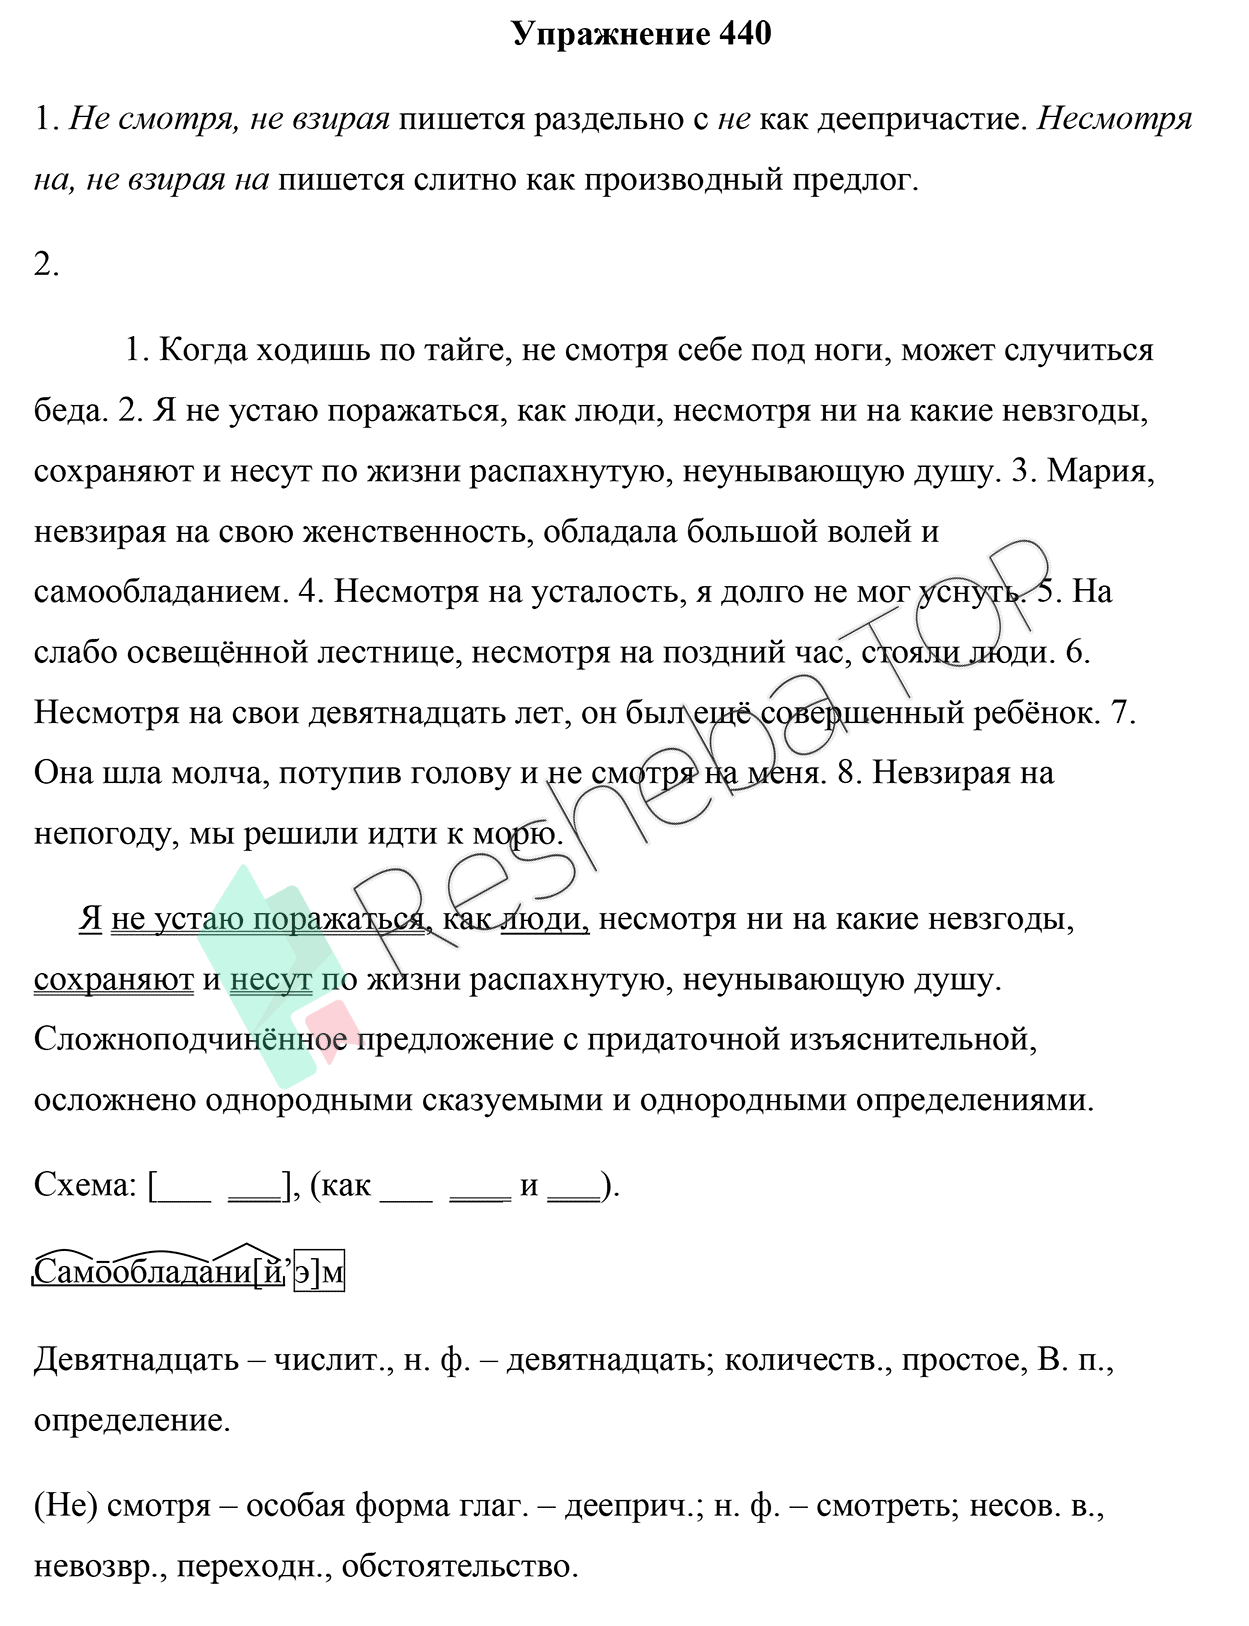 Упражнение 440
1. Не смотря, не взирая пишется раздельно с не как деепричастие. Несмотря
на, не взирая на пишется слитно как производный предлог.
2.
1. Когда ходишь по тайге, не смотря себе под ноги, может случиться
беда. 2. Я не устаю поражаться, как люди, несмотря ни на какие невзгоды,
сохраняют и несут по жизни распахнутую, неунывающую душу. 3. Мария,
невзирая на свою женственность, обладала большой волей и
самообладанием. 4. Несмотря на усталость, я долго не мог уснуть. 5. На
слабо освещённой лестнице, несмотря на поздний час, стояли люди. 6.
Несмотря на свои девятнадцать лет, он был ещё совершенный ребёнок. 7.
Она шла молча, потупив голову и не смотря на меня. 8. Невзирая на
непогоду, мы решили идти к морю.
Resheba TOP
Я не устаю поражаться, как люди, несмотря ни на какие невзгоды,
сохраняют и несут по жизни распахнутую, неунывающую душу.
Сложноподчинённое предложение с придаточной изъяснительной,
осложнено однородными сказуемыми и однородными определениями.
Схема: [___ ___], (как ___ ___ и ___).
Самообладани[й’э]м
Девятнадцать – числит., н. ф. – девятнадцать; количеств., простое, В. п.,
определение.
(Не) смотря – особая форма глаг. – дееприч.; н. ф. – смотреть; несов. в.,
невозвр., переходн., обстоятельство.